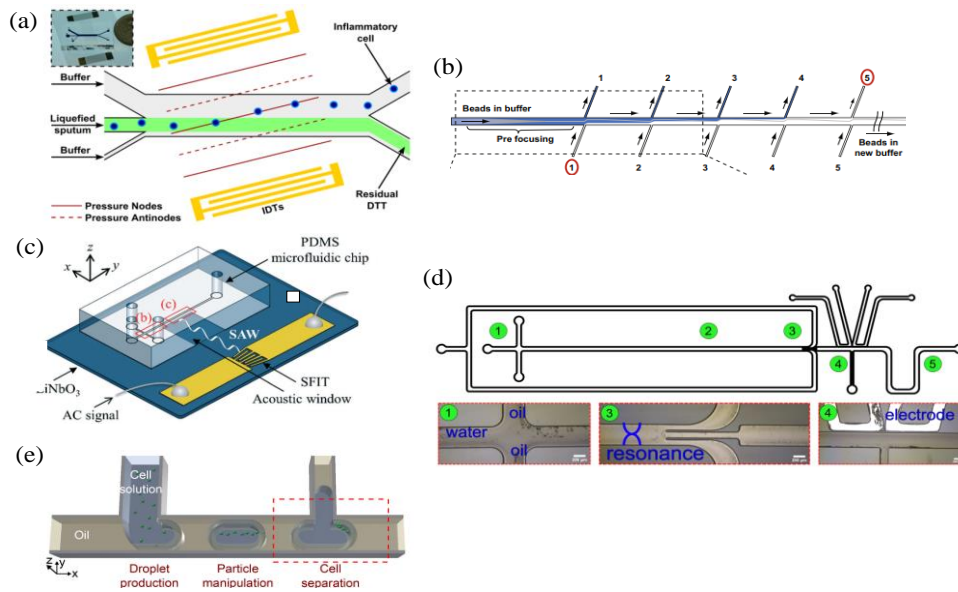 (a)
Inflammatory
cell
Buffer
Liquefied
sputum
Buffer
Residual
DTT
Pressure Nodes
Pressure Antinodes
IDTs
(b)
1 2 3 4 5
Beads in buffer
Pre focusing
1 2 3 4 5
Beads in
new buffer
(c)
z
x y
PDMS
microfluidic chip
(c)
(b)
SAW
SFIT
Acoustic window
iNbO3
AC signal
(d)
1 2 3
4 5
1 oil
water
oil
3
resonance
4 electrode
(e)
Cell
solution
Oil
z y
x
Droplet
production
Particle
manipulation
Cell
separation